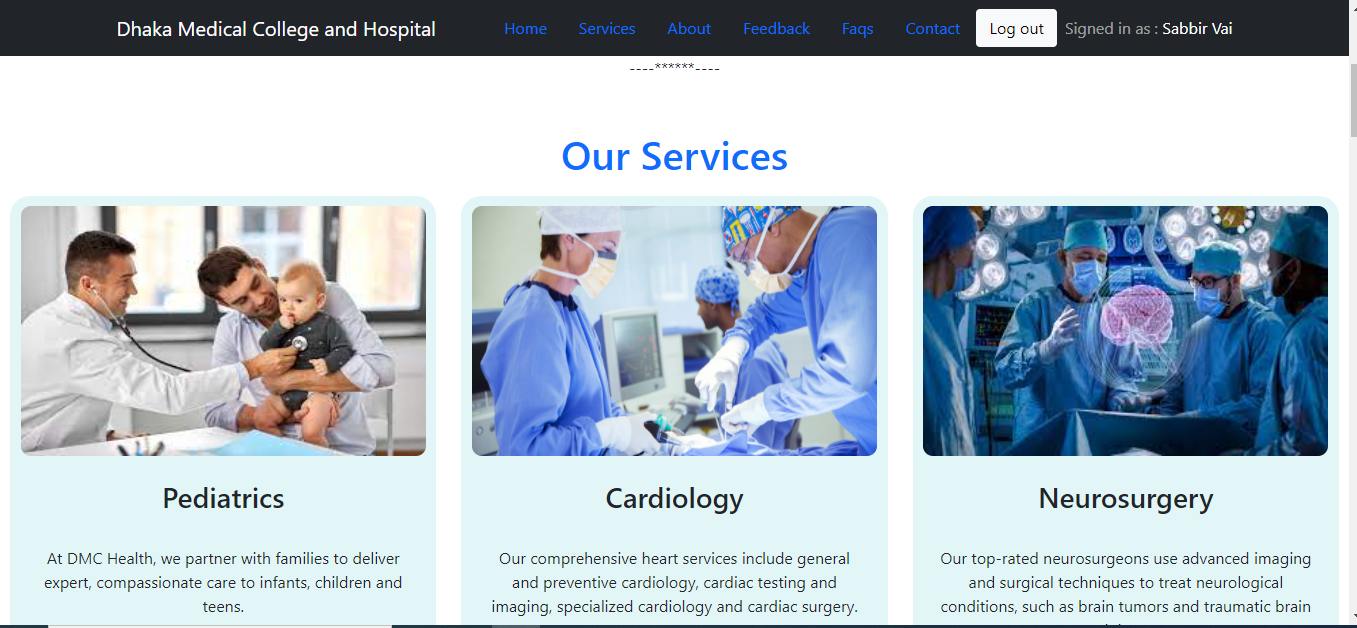 Dhaka Medical College and Hospital Home Services About Feedback Faqs Contact Log out Signed in as : Sabbir Vai
----******----
Our Services
Pediatrics
At DMC Health, we partner with families to deliver
expert, compassionate care to infants, children and
teens.
Cardiology
Our comprehensive heart services include general
and preventive cardiology, cardiac testing and
imaging, specialized cardiology and cardiac surgery.
Neurosurgery
Our top-rated neurosurgeons use advanced imaging
and surgical techniques to treat neurological
conditions, such as brain tumors and traumatic brain